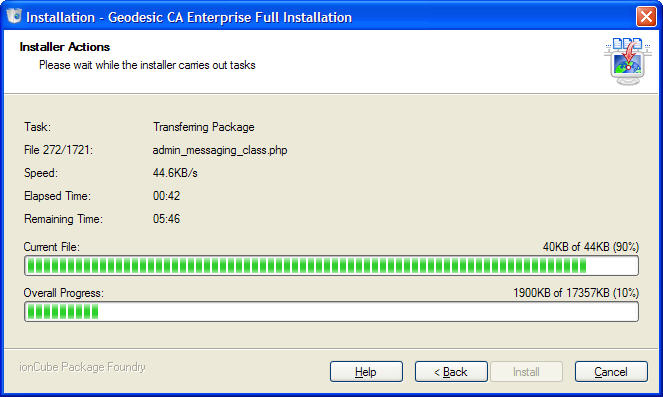 Installation - Geodesic CA Enterprise Full Installation
Installer Actions
Please wait while the installer carries out tasks
Task: Transferring Package
File 272/1721: admin_messaging_class.php
Speed: 44.6KB/s
Elapsed Time: 00:42
Remaining Time: 05:46
Current File: 40KB of 44KB (90%)
Overall Progress: 1900KB of 17357KB (10%)
ionCube Package Foundry Help < Back Install Cancel